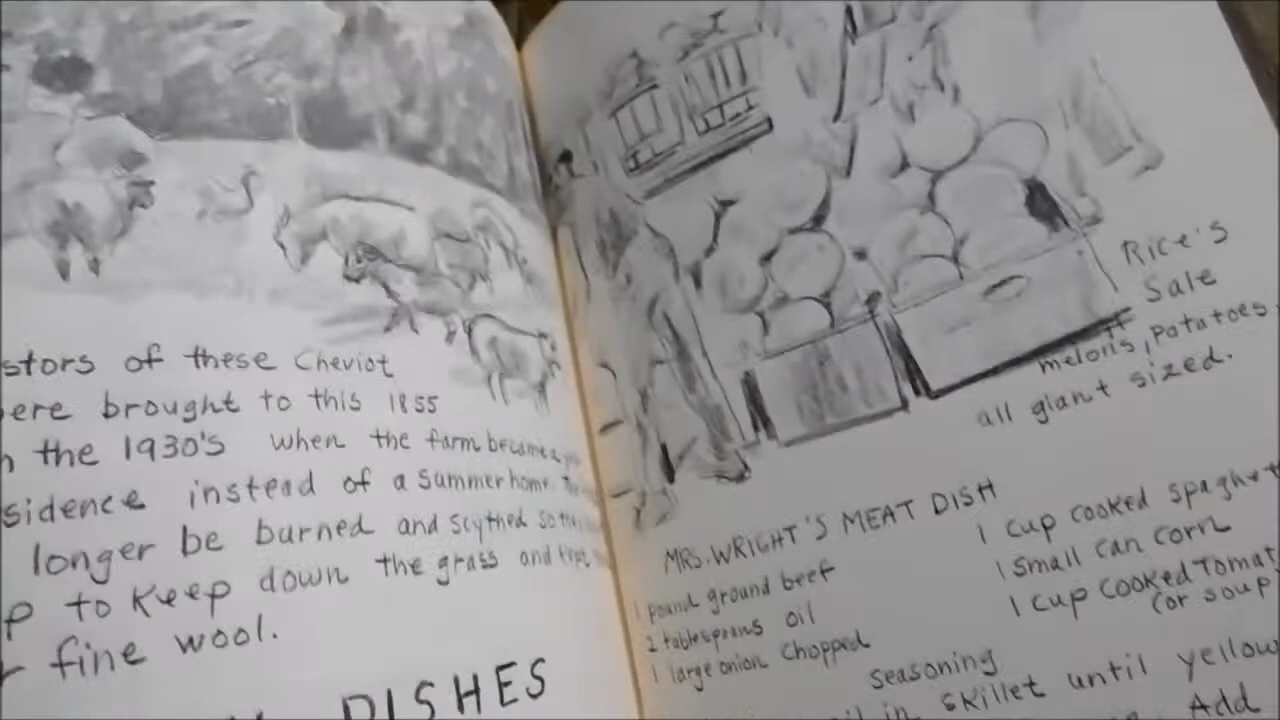 stors of these Cheviot
ere brought to this 1855
the 1930's when the farm became
sidence instead of a summer home.
longer be burned and scythed so
to keep down the grass and
fine wool.
DISHES
Rice's
Sale
melons, potatoes
all giant sized.
MRS. WRIGHT'S MEAT DISH
1 pound ground beef
2 tablespoons oil
1 large onion chopped
1 cup cooked spaghet
1 small can corn
1 cup cooked Tomat
(or soup
seasoning
in skillet until yellow
Add